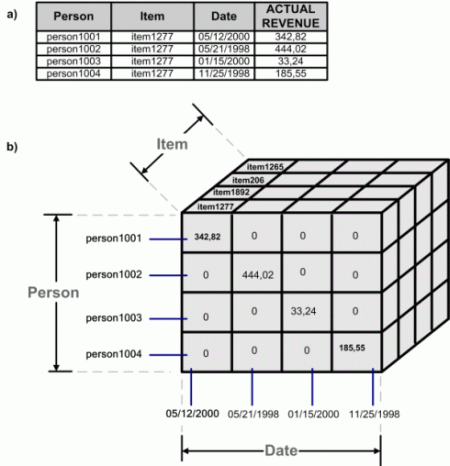 a)
Person Item Date ACTUAL REVENUE
person1001 item1277 05/12/2000 342,82
person1002 item1277 05/21/1998 444,02
person1003 item1277 01/15/2000 33,24
person1004 item1277 11/25/1998 185,55
b)
Item
item1265
item206
item1892
item1277
Person
person1001 342,82 0 0 0
person1002 0 444,02 0 0
person1003 0 0 33,24 0
person1004 0 0 0 185,55
05/12/2000 05/21/1998 01/15/2000 11/25/1998
Date